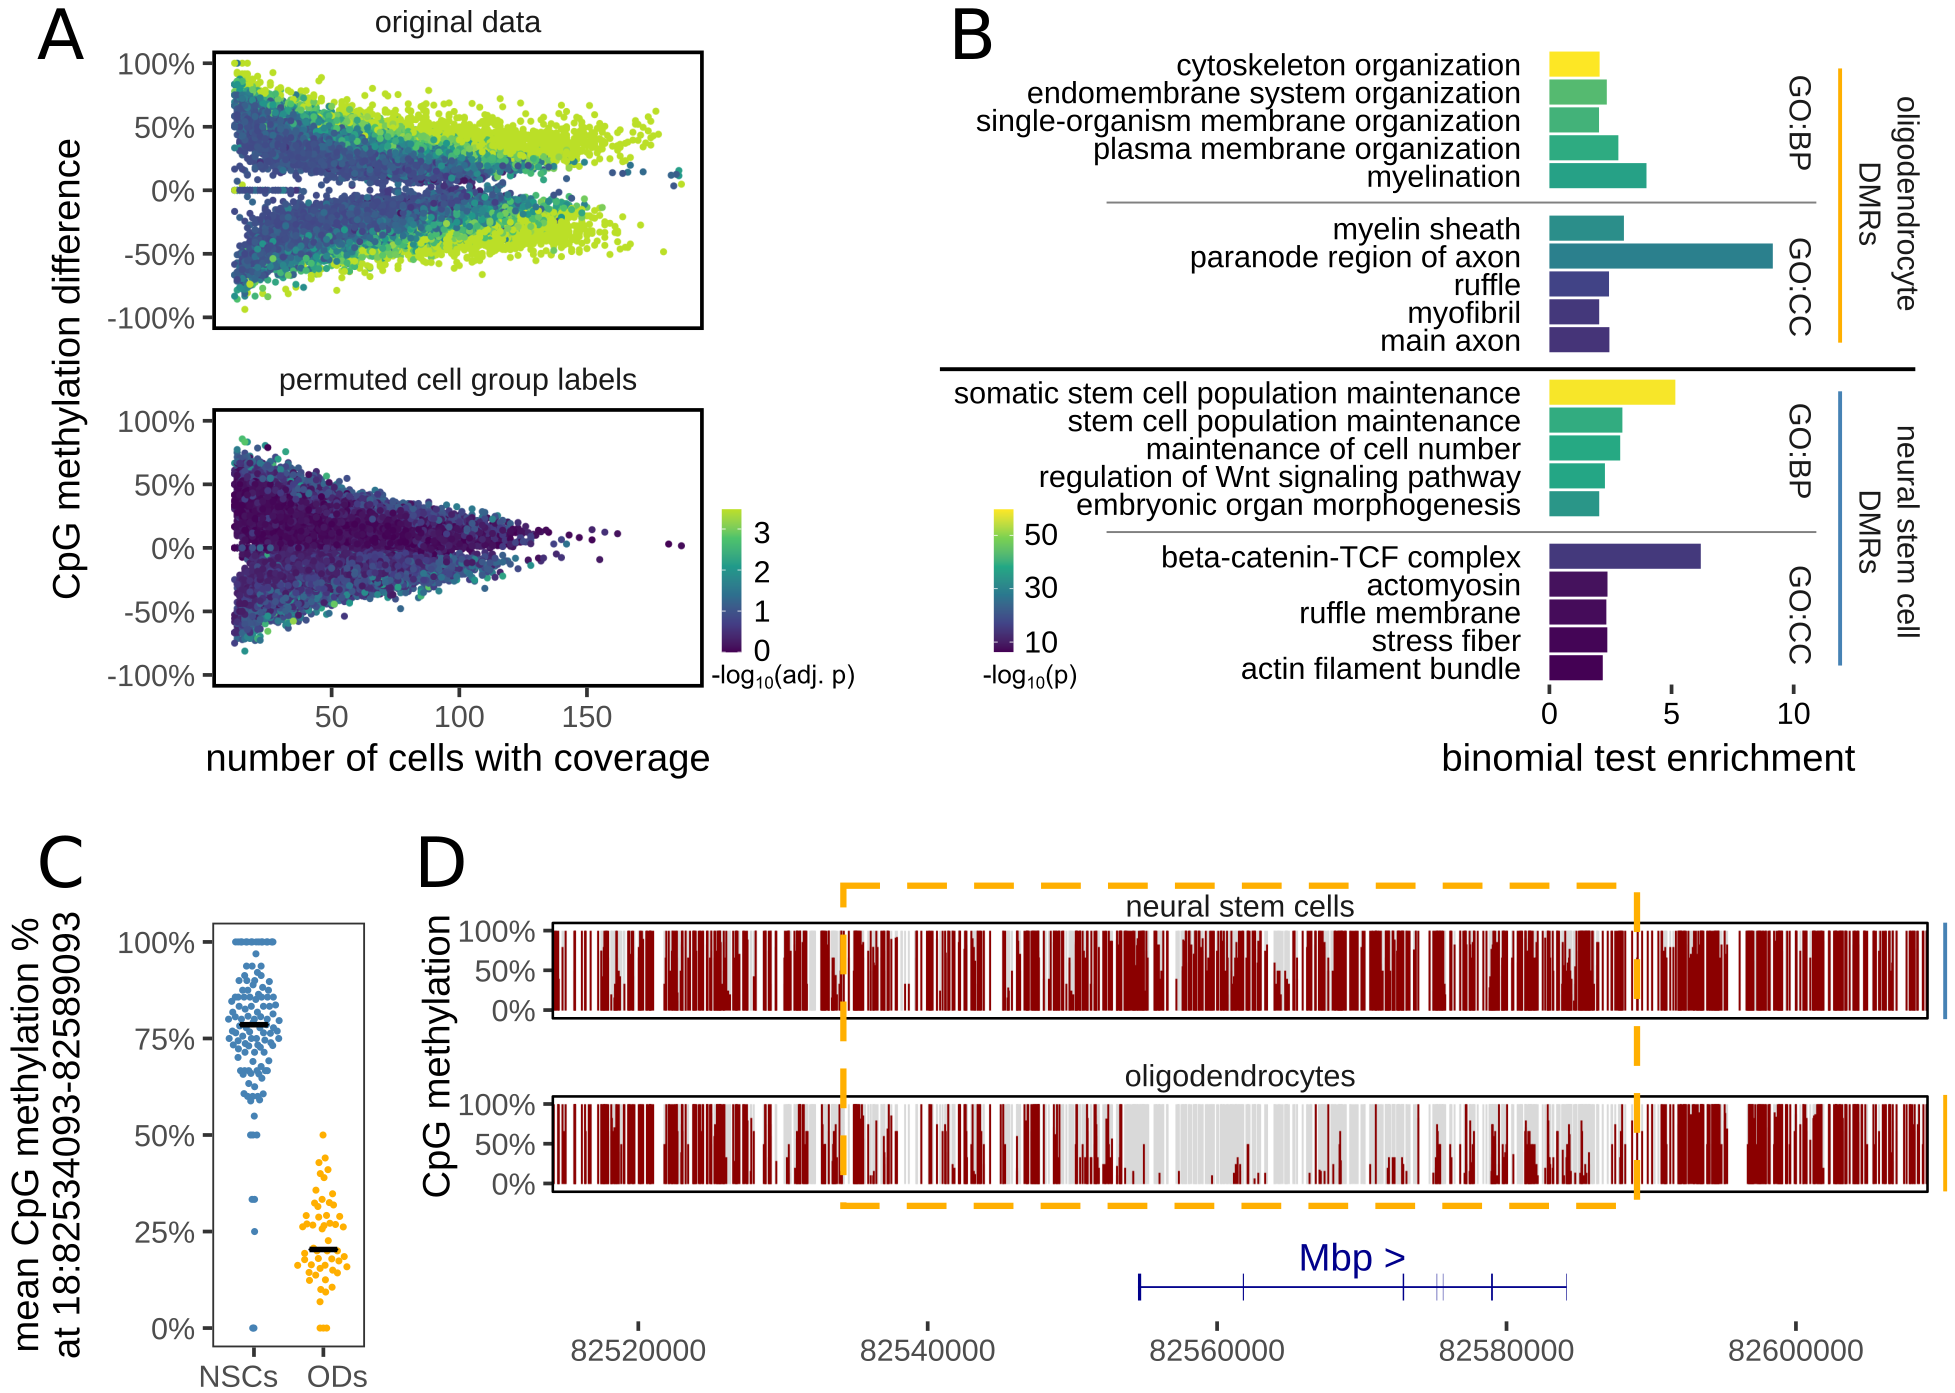 A
original data
CpG methylation difference
100%
50%
0%
-50%
-100%
permuted cell group labels
100%
50%
0%
-50%
-100%
50
100
150
number of cells with coverage
3
2
1
0
-log10(adj. p)
B
cytoskeleton organization
endomembrane system organization
single-organism membrane organization
plasma membrane organization
myelination
GO:BP
myelin sheath
paranode region of axon
ruffle
myofibril
main axon
GO:CC
oligodendrocyte
DMRs
somatic stem cell population maintenance
stem cell population maintenance
maintenance of cell number
regulation of Wnt signaling pathway
embryonic organ morphogenesis
GO:BP
beta-catenin-TCF complex
actomyosin
ruffle membrane
stress fiber
actin filament bundle
GO:CC
neural stem cell
DMRs
50
30
10
-log10(p)
0
5
10
binomial test enrichment
C
mean CpG methylation %
at 18:82534093-82589093
100%
75%
50%
25%
0%
NSCs
ODs
D
CpG methylation
neural stem cells
100%
50%
0%
oligodendrocytes
100%
50%
0%
Mbp >
82520000
82540000
82560000
82580000
82600000